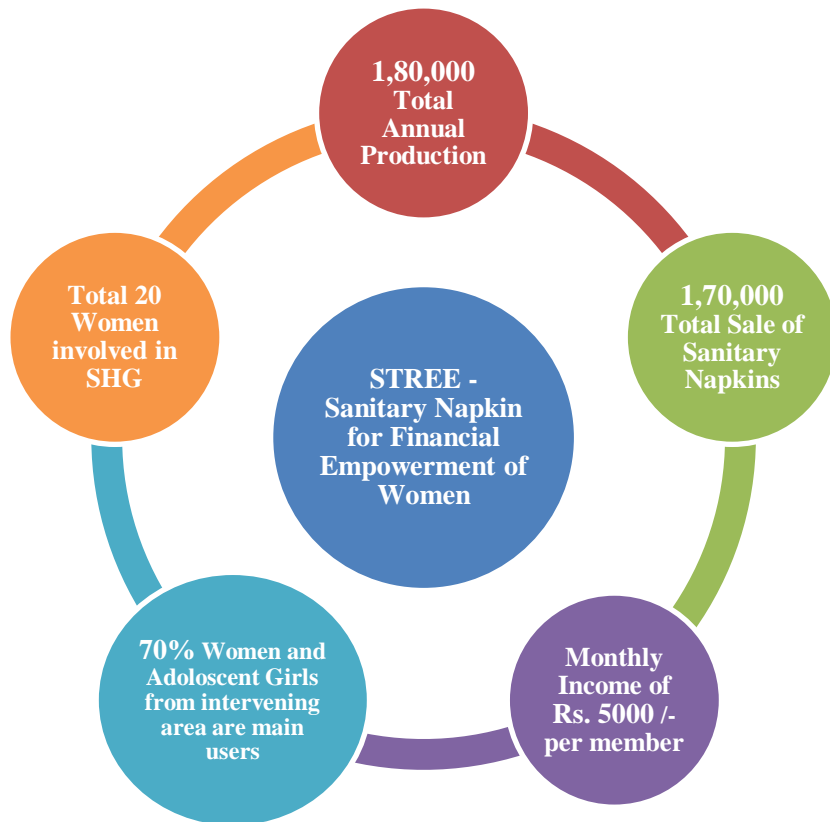 1,80,000
Total
Annual
Production
1,70,000
Total Sale of
Sanitary
Napkins
Monthly
Income of
Rs. 5000 /-
per member
70% Women and
Adoloscent Girls
from intervening
area are main
users
Total 20
Women
involved in
SHG
STREE -
Sanitary Napkin
for Financial
Empowerment of
Women